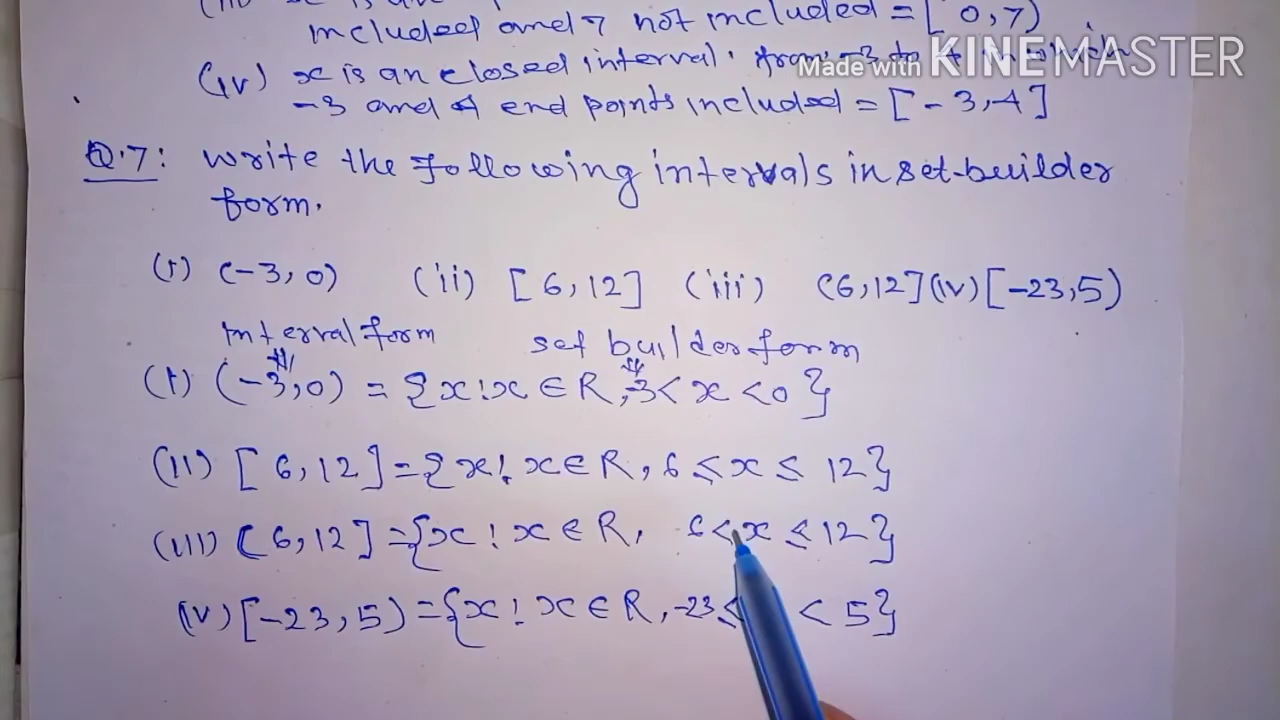 included and 7 not included = [0,7)
Made with KINEMASTER
(iv) x is an closed interval. from -3 to
-3 and 4 end points included = [-3,4]
Q.7: Write the following intervals in set-builder
form.
(i) (-3,0) (ii) [6,12] (iii) (6,12] (iv) [-23,5)
Interval form set builder form
(i) (-3,0) = {x:x∈R,-3<x<0}
(ii) [6,12] = {x:x∈R, 6≤x≤12}
(iii) (6,12] = {x:x∈R, 6<x≤12}
(iv) [-23,5) = {x:x∈R,-23≤ <5}